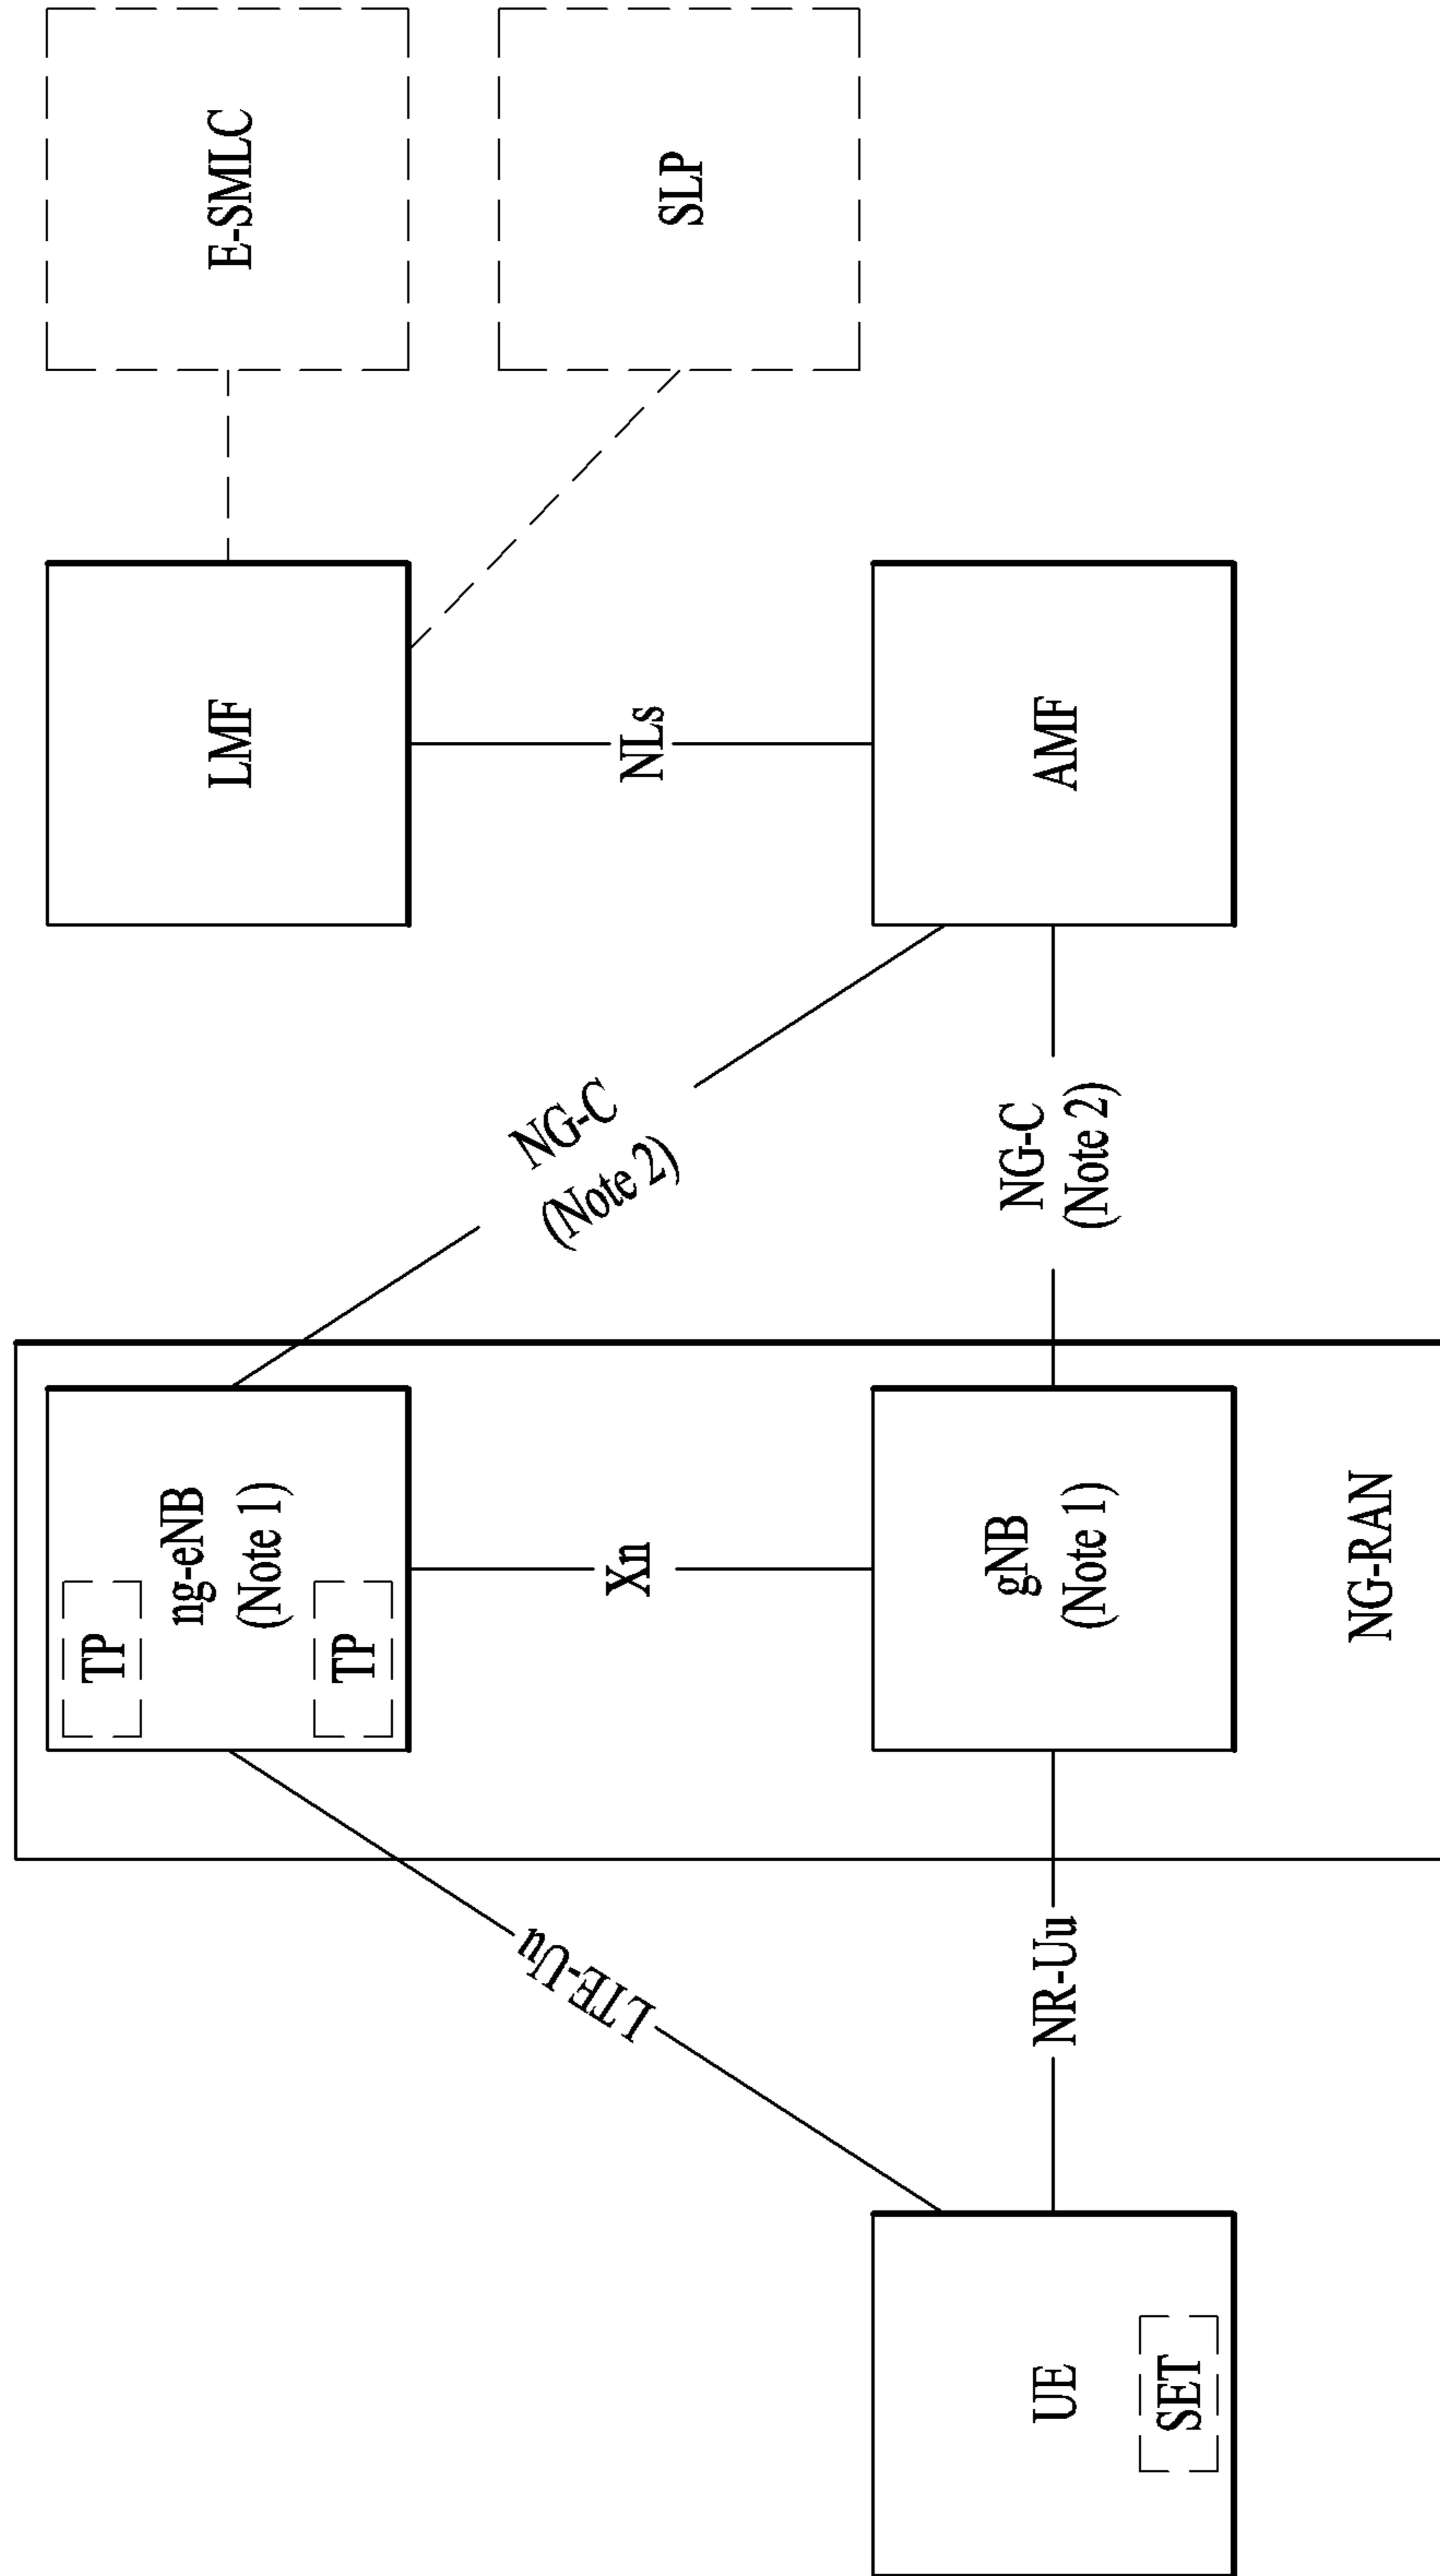 TP
ng-eNB
(Note 1)
TP
LMF
E-SMLC
LTE-Uu
Xn
NG-C
(Note 2)
NLs
SLP
UE
SET
NR-Uu
gNB
(Note 1)
NG-C
(Note 2)
AMF
NG-RAN